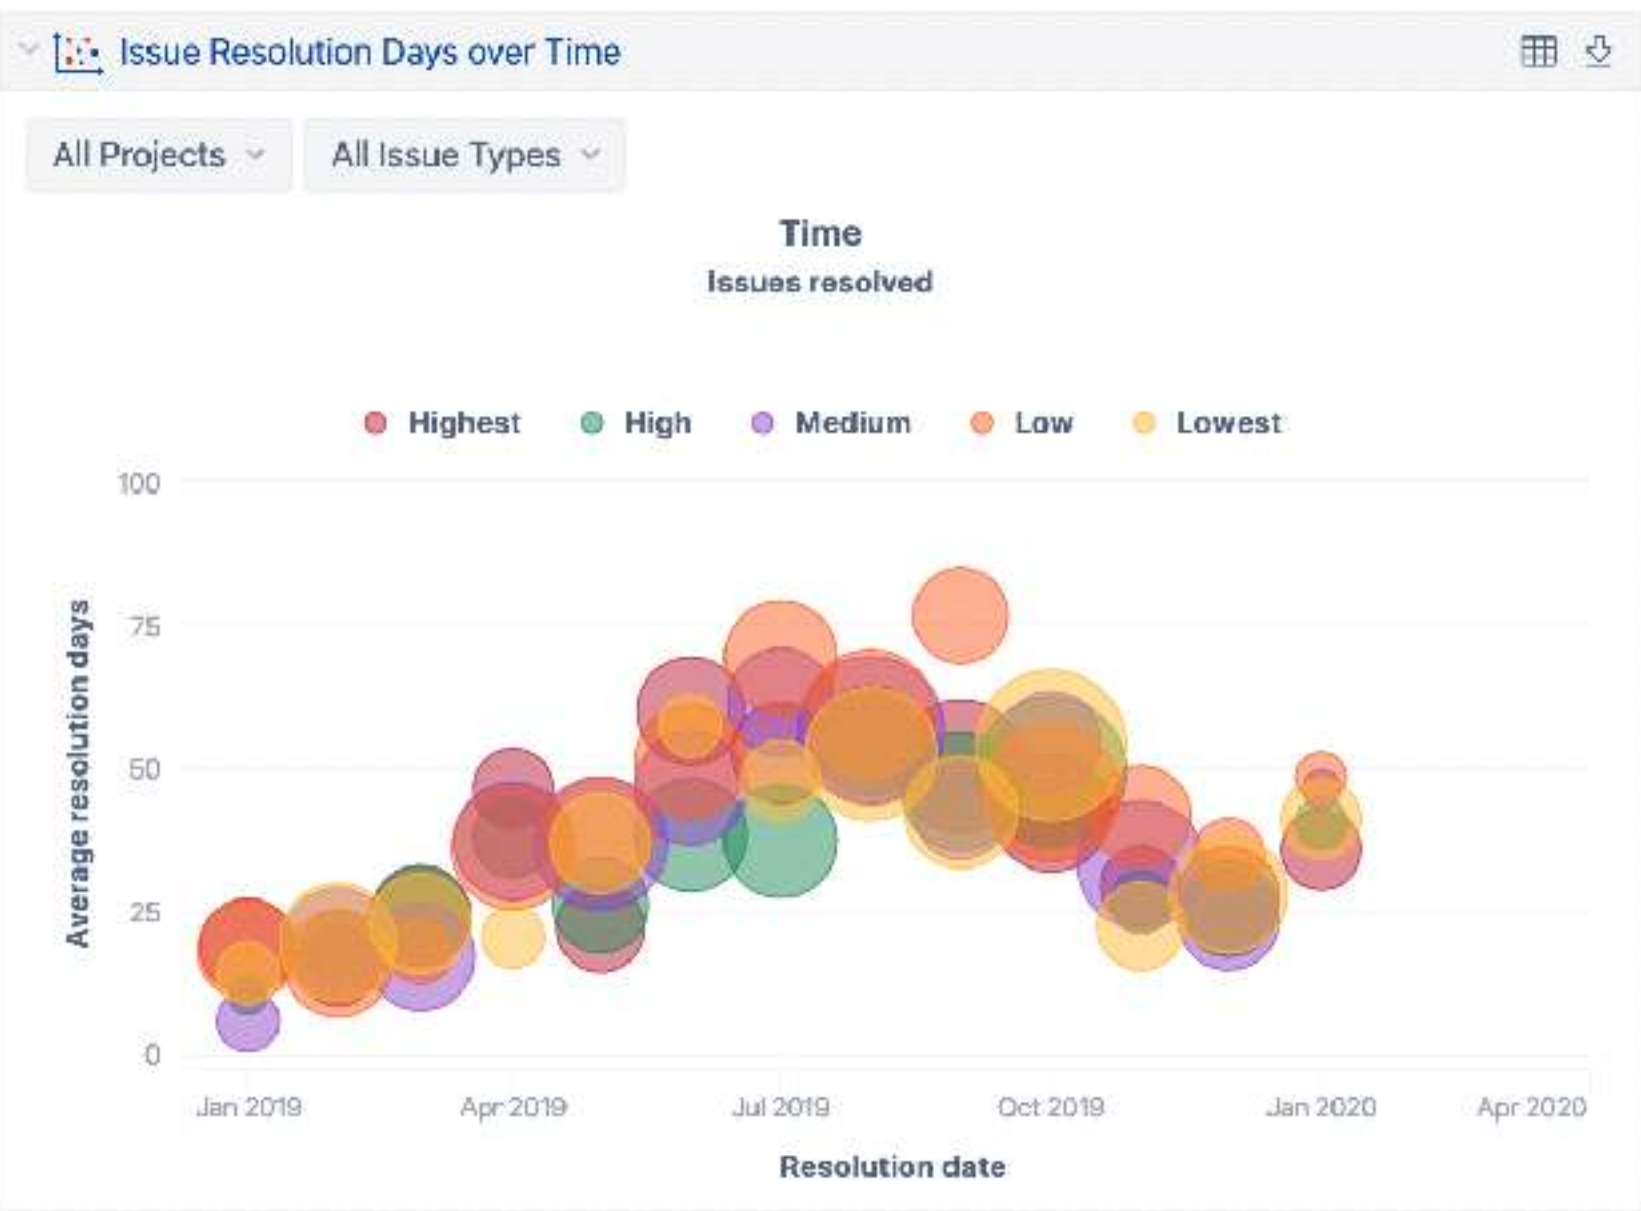 Issue Resolution Days over Time
All Projects
All Issue Types
Time
Issues resolved
Highest
High
Medium
Low
Lowest
100
75
50
25
0
Average resolution days
Jan 2019
Apr 2019
Jul 2019
Oct 2019
Jan 2020
Apr 2020
Resolution date